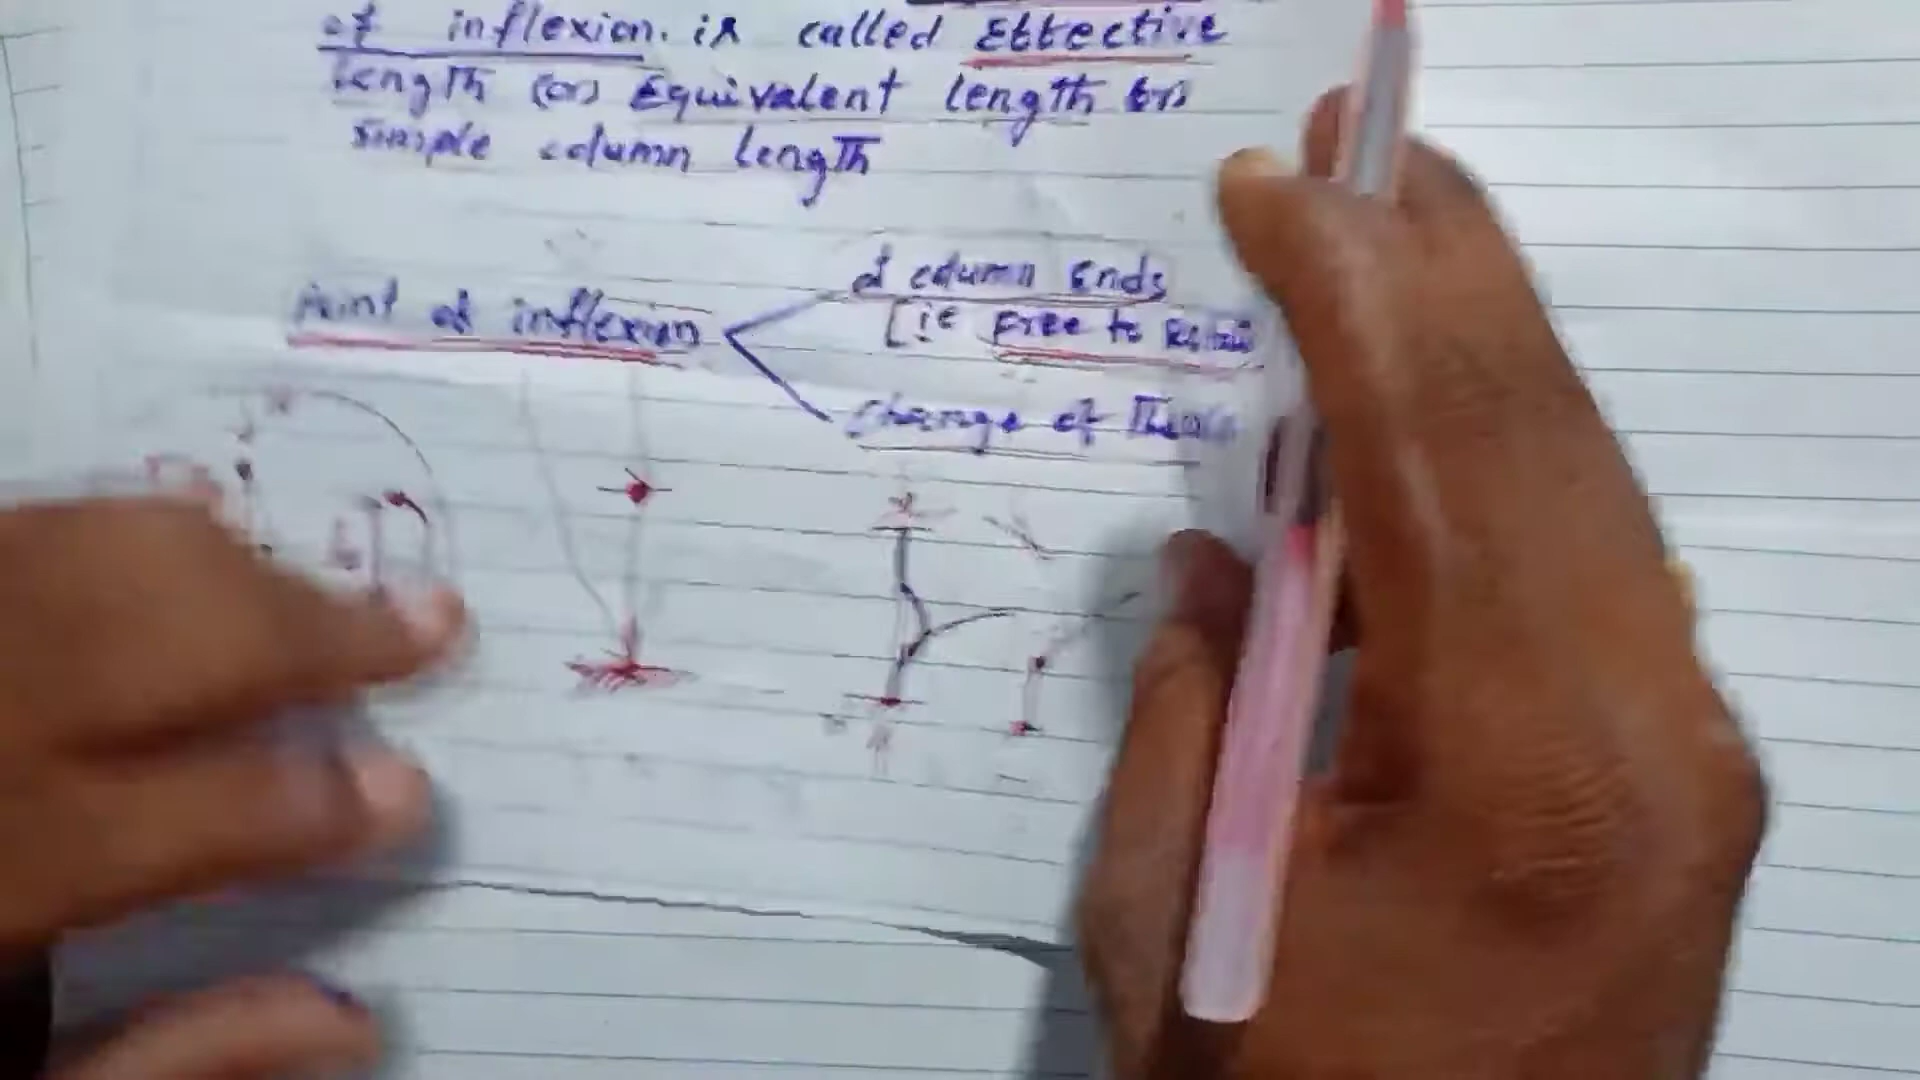 of inflexion. is called Effective
length (or) Equivalent length (or)
simple column length
at column Ends
Point of inflexion
[ie free to
change of